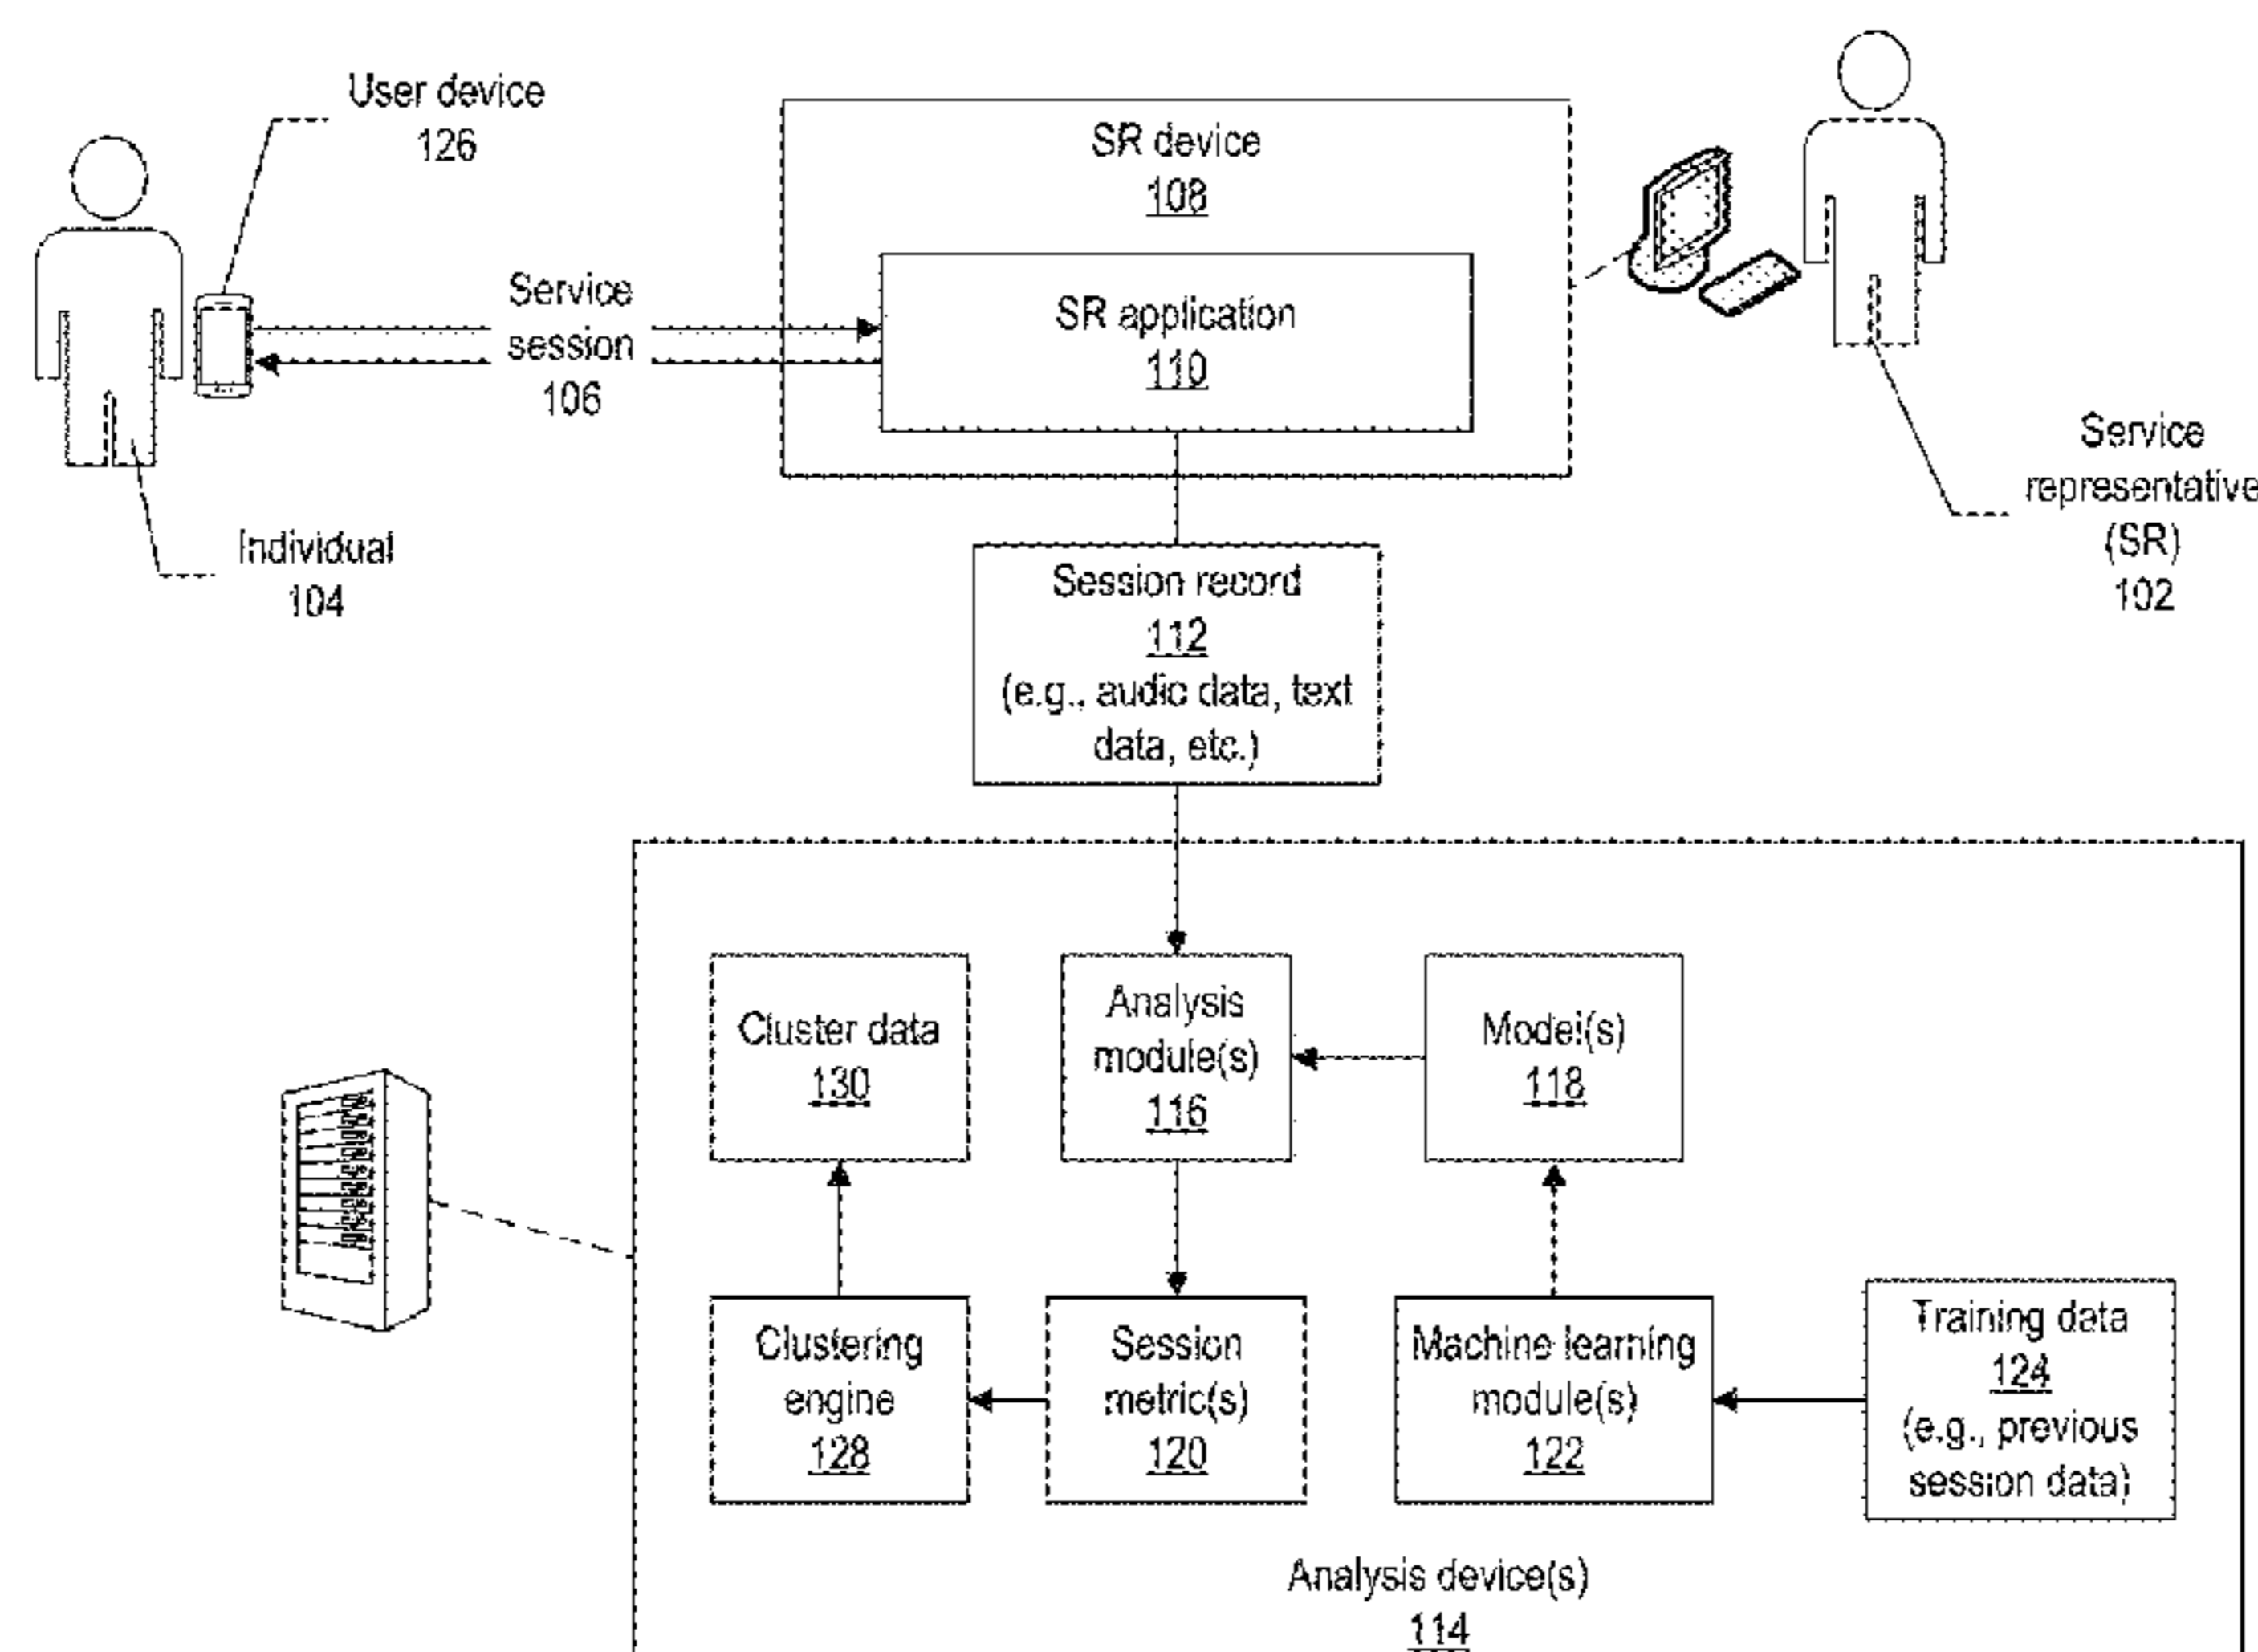 User device
126
SR device
108
Service
session
106
SR application
110
Service
representative
(SR)
102
Individual
104
Session record
112
(e.g., audio data, text
data, etc.)
Cluster data
130
Analysis
module(s)
116
Model(s)
118
Clustering
engine
128
Session
metric(s)
120
Machine learning
module(s)
122
Training data
124
(e.g., previous
session data)
Analysis device(s)
114